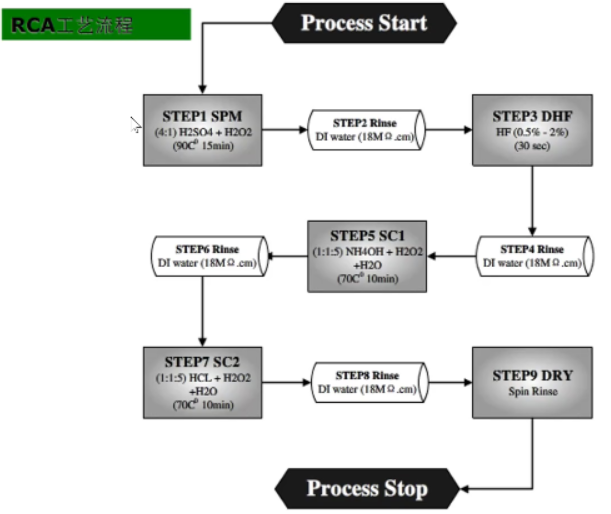 RCA工艺流程
Process Start
STEP1 SPM
(4:1) H2SO4 + H2O2
(90C⁰ 15min)
STEP2 Rinse
DI water (18MΩ.cm)
STEP3 DHF
HF (0.5% - 2%)
(30 sec)
STEP4 Rinse
DI water (18MΩ.cm)
STEP5 SC1
(1:1:5) NH4OH + H2O2
+H2O
(70C⁰ 10min)
STEP6 Rinse
DI water (18MΩ.cm)
STEP7 SC2
(1:1:5) HCL + H2O2
+H2O
(70C⁰ 10min)
STEP8 Rinse
DI water (18MΩ.cm)
STEP9 DRY
Spin Rinse
Process Stop